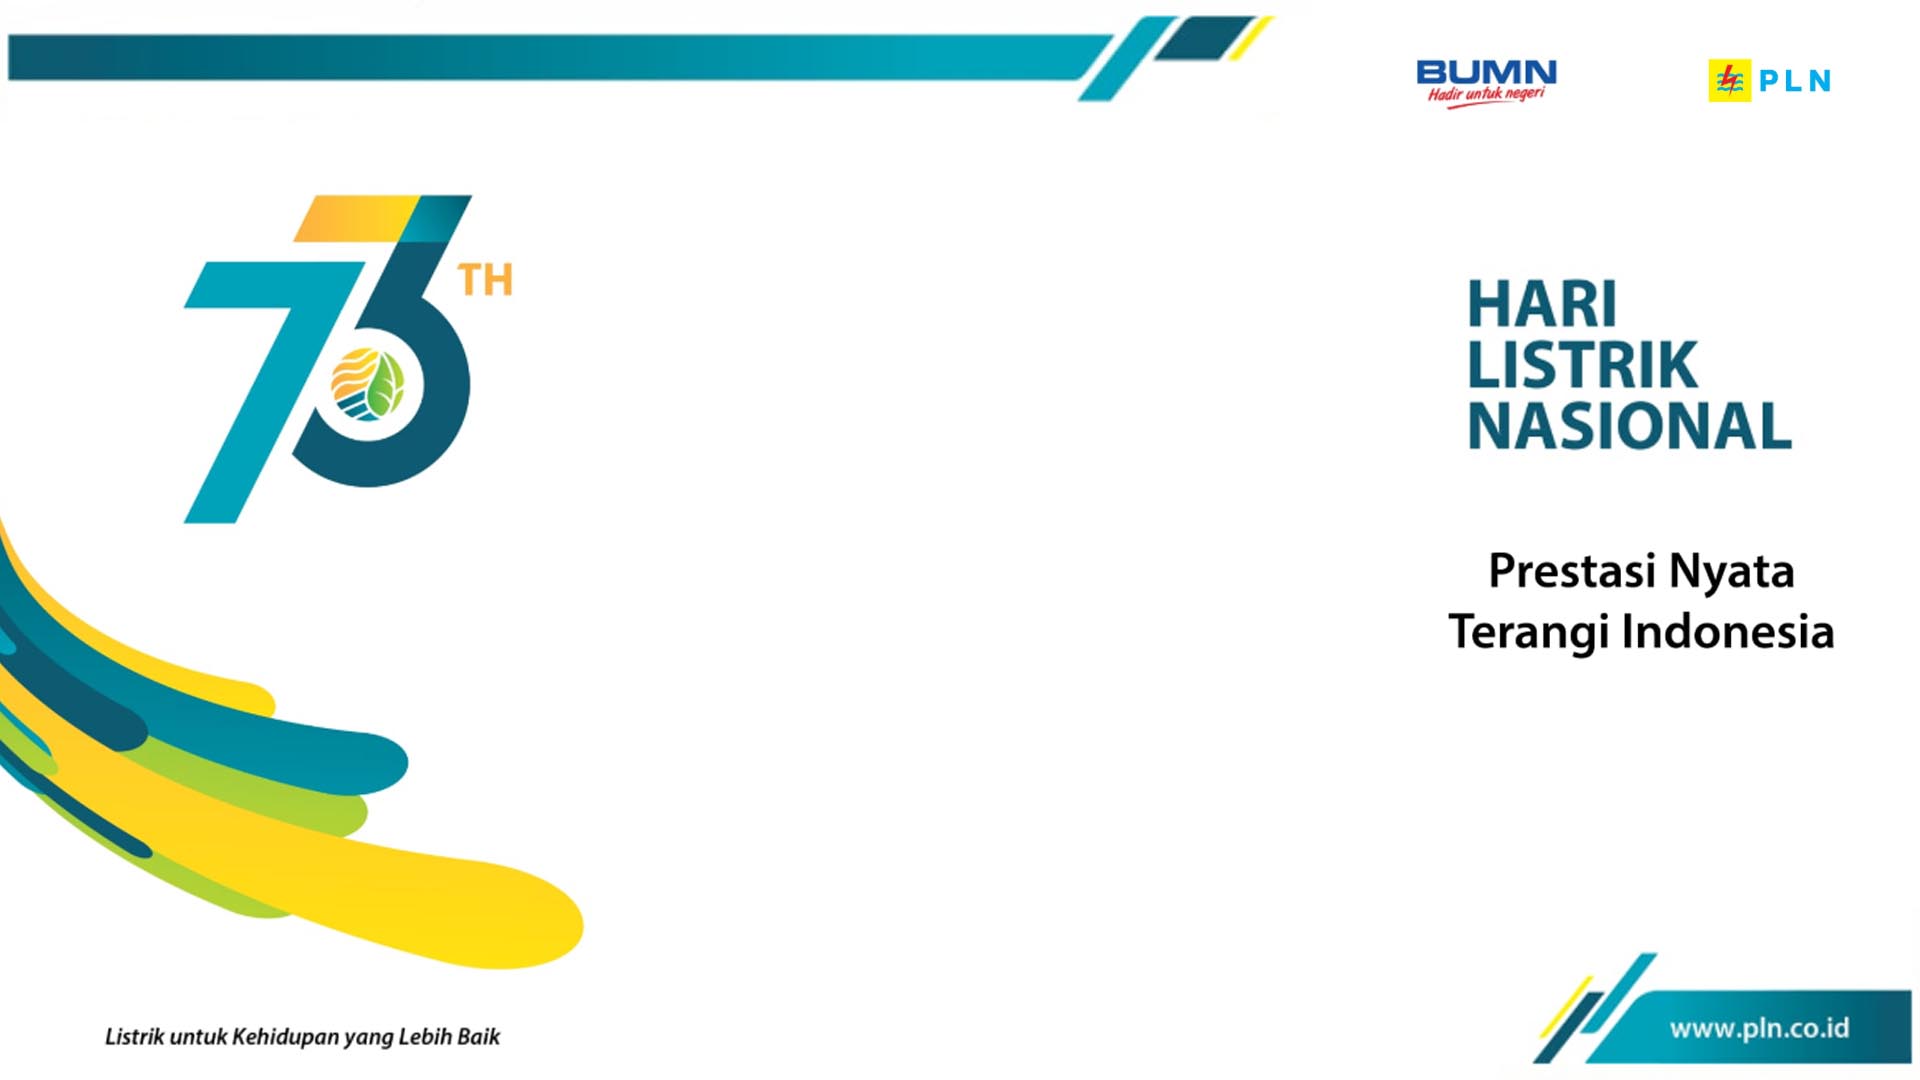 BUMN
Hadir untuk negeri
PLN
76 TH
HARI
LISTRIK
NASIONAL
Prestasi Nyata
Terangi Indonesia
Listrik untuk Kehidupan yang Lebih Baik
www.pln.co.id